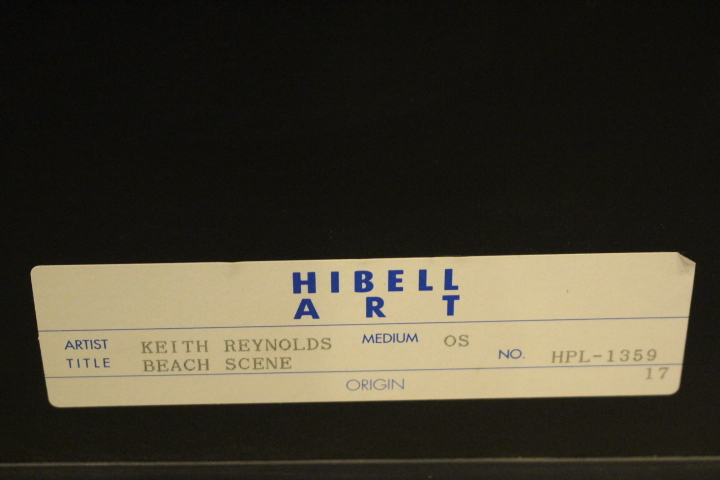 HIBELL
ART
ARTIST KEITH REYNOLDS MEDIUM OS
TITLE BEACH SCENE NO. HPL-1359
ORIGIN 17